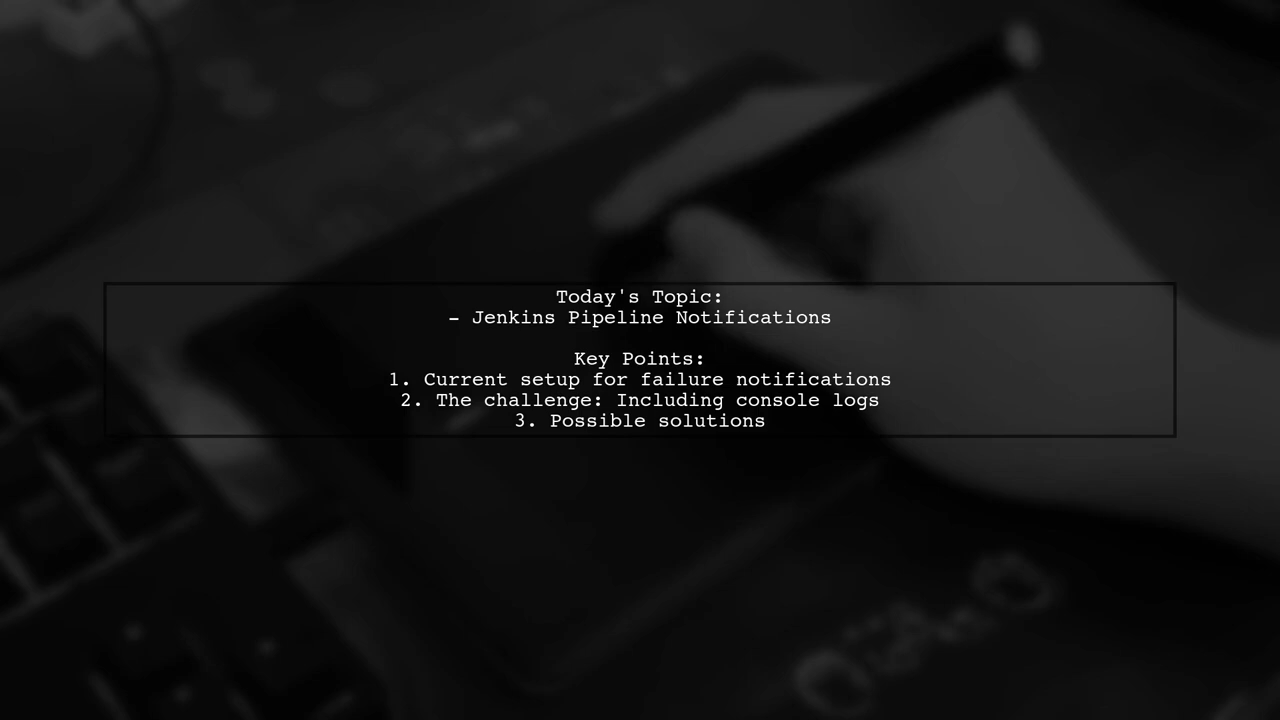 Today's Topic:
– Jenkins Pipeline Notifications
Key Points:
1. Current setup for failure notifications
2. The challenge: Including console logs
3. Possible solutions